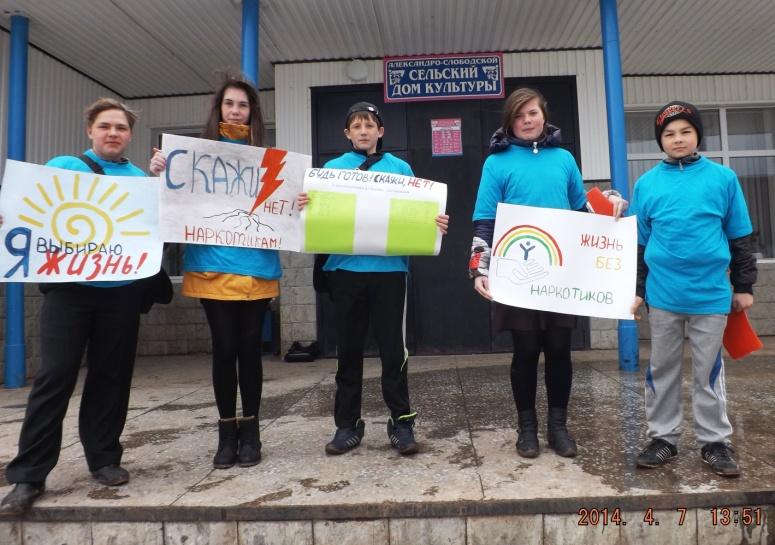 АЛЕКСАНДРО-СЛОБОДСКОЙ
СЕЛЬСКИЙ
ДОМ КУЛЬТУРЫ
Я ВЫБИРАЮ
ЖИЗНЬ!
СКАЖИ
НЕТ!
НАРКОТИКАМ!
БУДЬ ГОТОВ! СКАЖИ, НЕТ!
ЖИЗНЬ
БЕЗ
НАРКОТИКОВ
2014. 4. 7 13:51